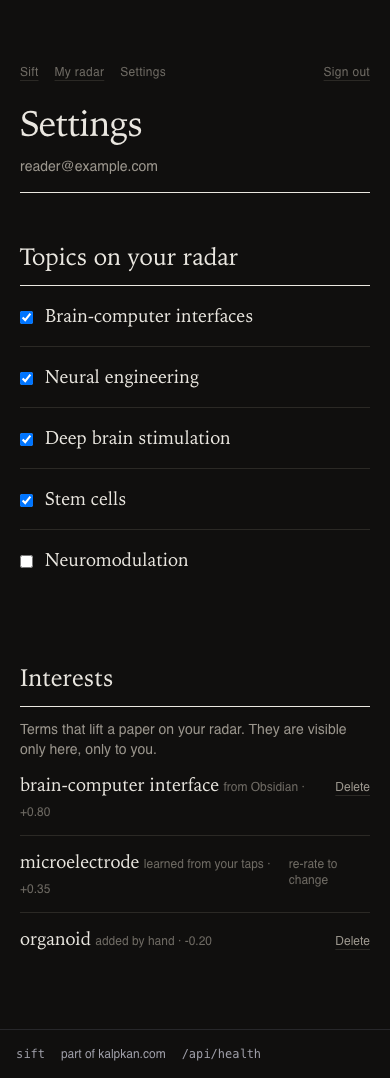 Sift My radar Settings Sign out
Settings
reader@example.com
Topics on your radar
Brain-computer interfaces
Neural engineering
Deep brain stimulation
Stem cells
Neuromodulation
Interests
Terms that lift a paper on your radar. They are visible
only here, only to you.
brain-computer interface from Obsidian · Delete
+0.80
microelectrode learned from your taps · re-rate to
change
+0.35
organoid added by hand · -0.20 Delete
sift part of kalpkan.com /api/health